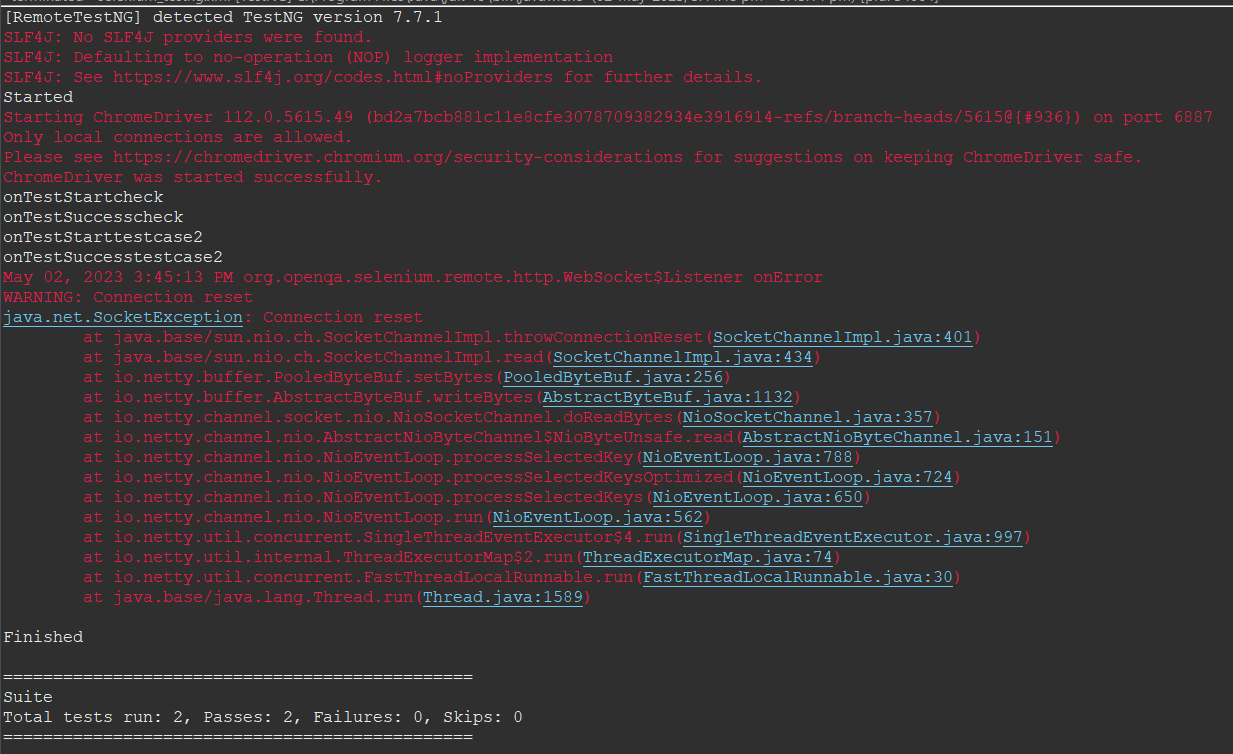 [RemoteTestNG] detected TestNG version 7.7.1
SLF4J: No SLF4J providers were found.
SLF4J: Defaulting to no-operation (NOP) logger implementation
SLF4J: See https://www.slf4j.org/codes.html#noProviders for further details.
Started
Starting ChromeDriver 112.0.5615.49 (bd2a7bcb881c11e8cfe3078709382934e3916914-refs/branch-heads/5615@{#936}) on port 6887
Only local connections are allowed.
Please see https://chromedriver.chromium.org/security-considerations for suggestions on keeping ChromeDriver safe.
ChromeDriver was started successfully.
onTestStartcheck
onTestSuccesscheck
onTestStarttestcase2
onTestSuccesstestcase2
May 02, 2023 3:45:13 PM org.openqa.selenium.remote.http.WebSocket$Listener onError
WARNING: Connection reset
java.net.SocketException: Connection reset
	at java.base/sun.nio.ch.SocketChannelImpl.throwConnectionReset(SocketChannelImpl.java:401)
	at java.base/sun.nio.ch.SocketChannelImpl.read(SocketChannelImpl.java:434)
	at io.netty.buffer.PooledByteBuf.setBytes(PooledByteBuf.java:256)
	at io.netty.buffer.AbstractByteBuf.writeBytes(AbstractByteBuf.java:1132)
	at io.netty.channel.socket.nio.NioSocketChannel.doReadBytes(NioSocketChannel.java:357)
	at io.netty.channel.nio.AbstractNioByteChannel$NioByteUnsafe.read(AbstractNioByteChannel.java:151)
	at io.netty.channel.nio.NioEventLoop.processSelectedKey(NioEventLoop.java:788)
	at io.netty.channel.nio.NioEventLoop.processSelectedKeysOptimized(NioEventLoop.java:724)
	at io.netty.channel.nio.NioEventLoop.processSelectedKeys(NioEventLoop.java:650)
	at io.netty.channel.nio.NioEventLoop.run(NioEventLoop.java:562)
	at io.netty.util.concurrent.SingleThreadEventExecutor$4.run(SingleThreadEventExecutor.java:997)
	at io.netty.util.internal.ThreadExecutorMap$2.run(ThreadExecutorMap.java:74)
	at io.netty.util.concurrent.FastThreadLocalRunnable.run(FastThreadLocalRunnable.java:30)
	at java.base/java.lang.Thread.run(Thread.java:1589)
Finished
===============================================
Suite
Total tests run: 2, Passes: 2, Failures: 0, Skips: 0
===============================================